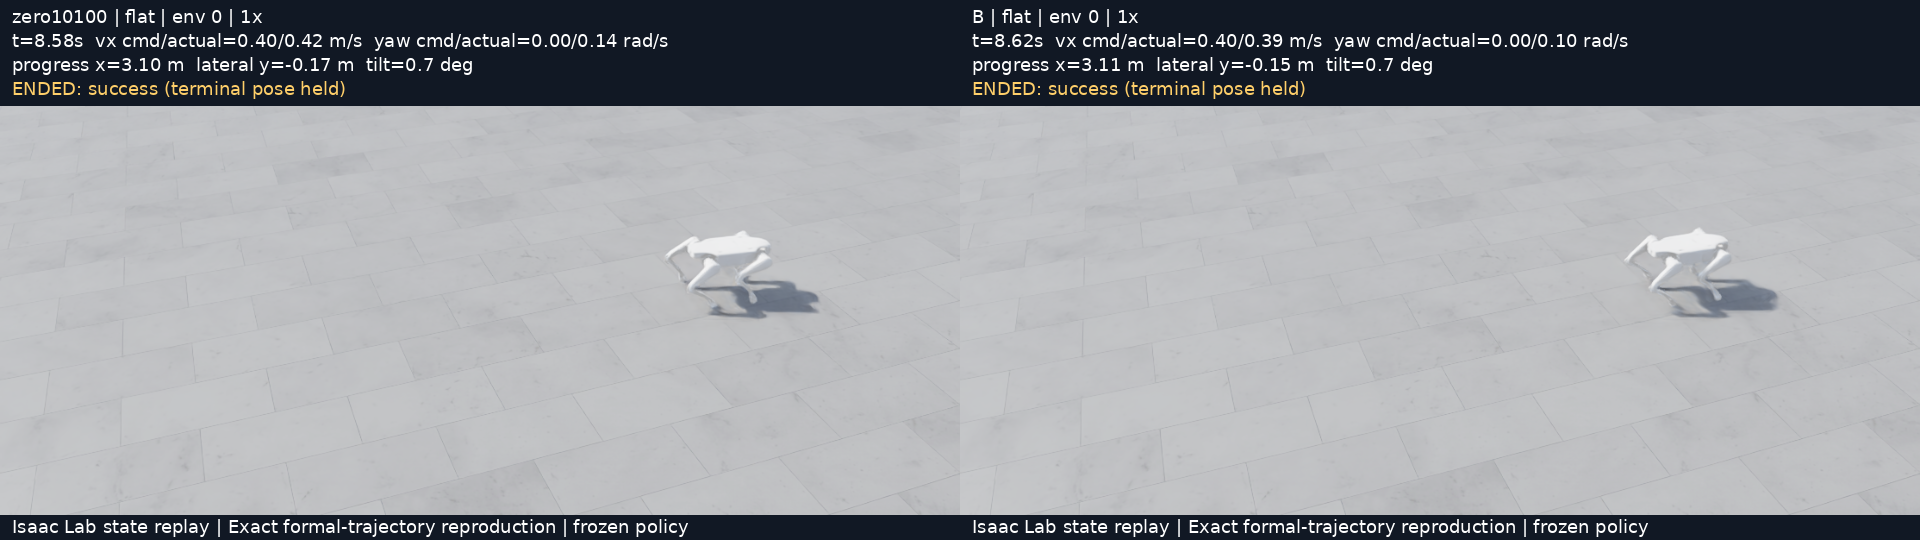 zero10100 | flat | env 0 | 1x
t=8.58s  vx cmd/actual=0.40/0.42 m/s  yaw cmd/actual=0.00/0.14 rad/s
progress x=3.10 m  lateral y=-0.17 m  tilt=0.7 deg
ENDED: success (terminal pose held)
Isaac Lab state replay | Exact formal-trajectory reproduction | frozen policy
B | flat | env 0 | 1x
t=8.62s  vx cmd/actual=0.40/0.39 m/s  yaw cmd/actual=0.00/0.10 rad/s
progress x=3.11 m  lateral y=-0.15 m  tilt=0.7 deg
ENDED: success (terminal pose held)
Isaac Lab state replay | Exact formal-trajectory reproduction | frozen policy